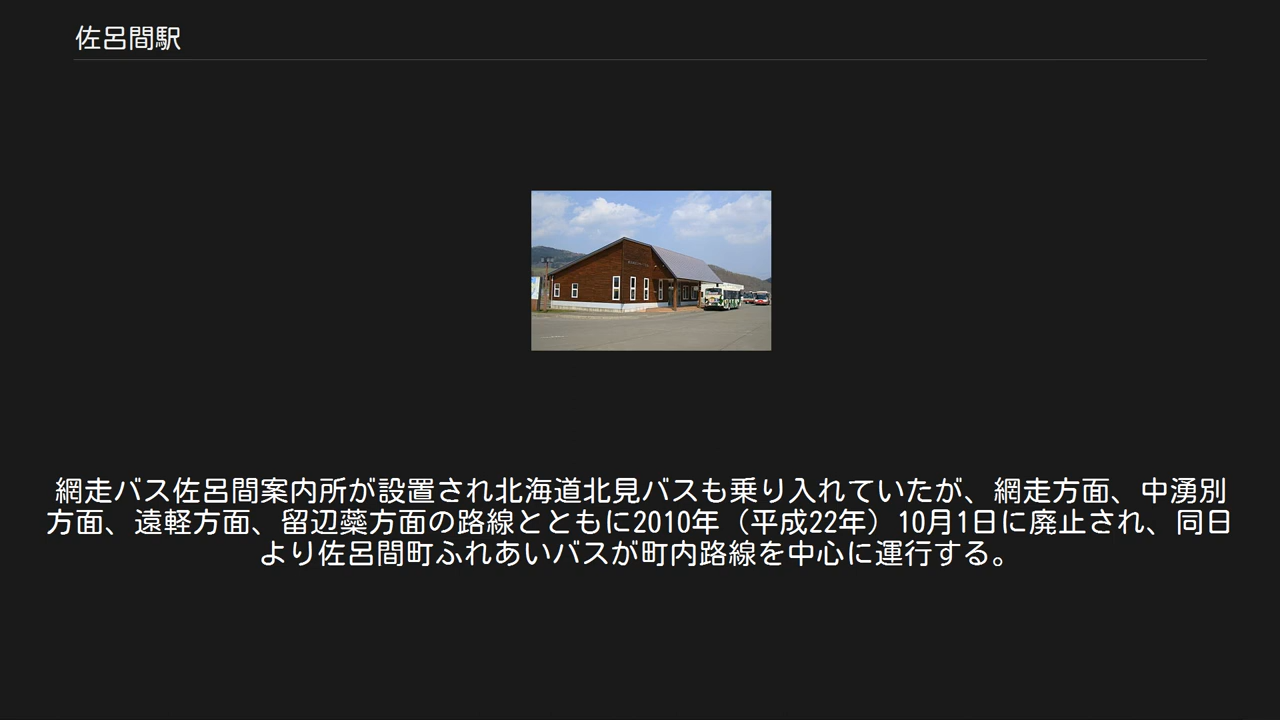 佐呂間駅
網走バス佐呂間案内所が設置され北海道北見バスも乗り入れていたが、網走方面、中湧別
方面、遠軽方面、留辺蘂方面の路線とともに2010年（平成22年）10月1日に廃止され、同日
より佐呂間町ふれあいバスが町内路線を中心に運行する。